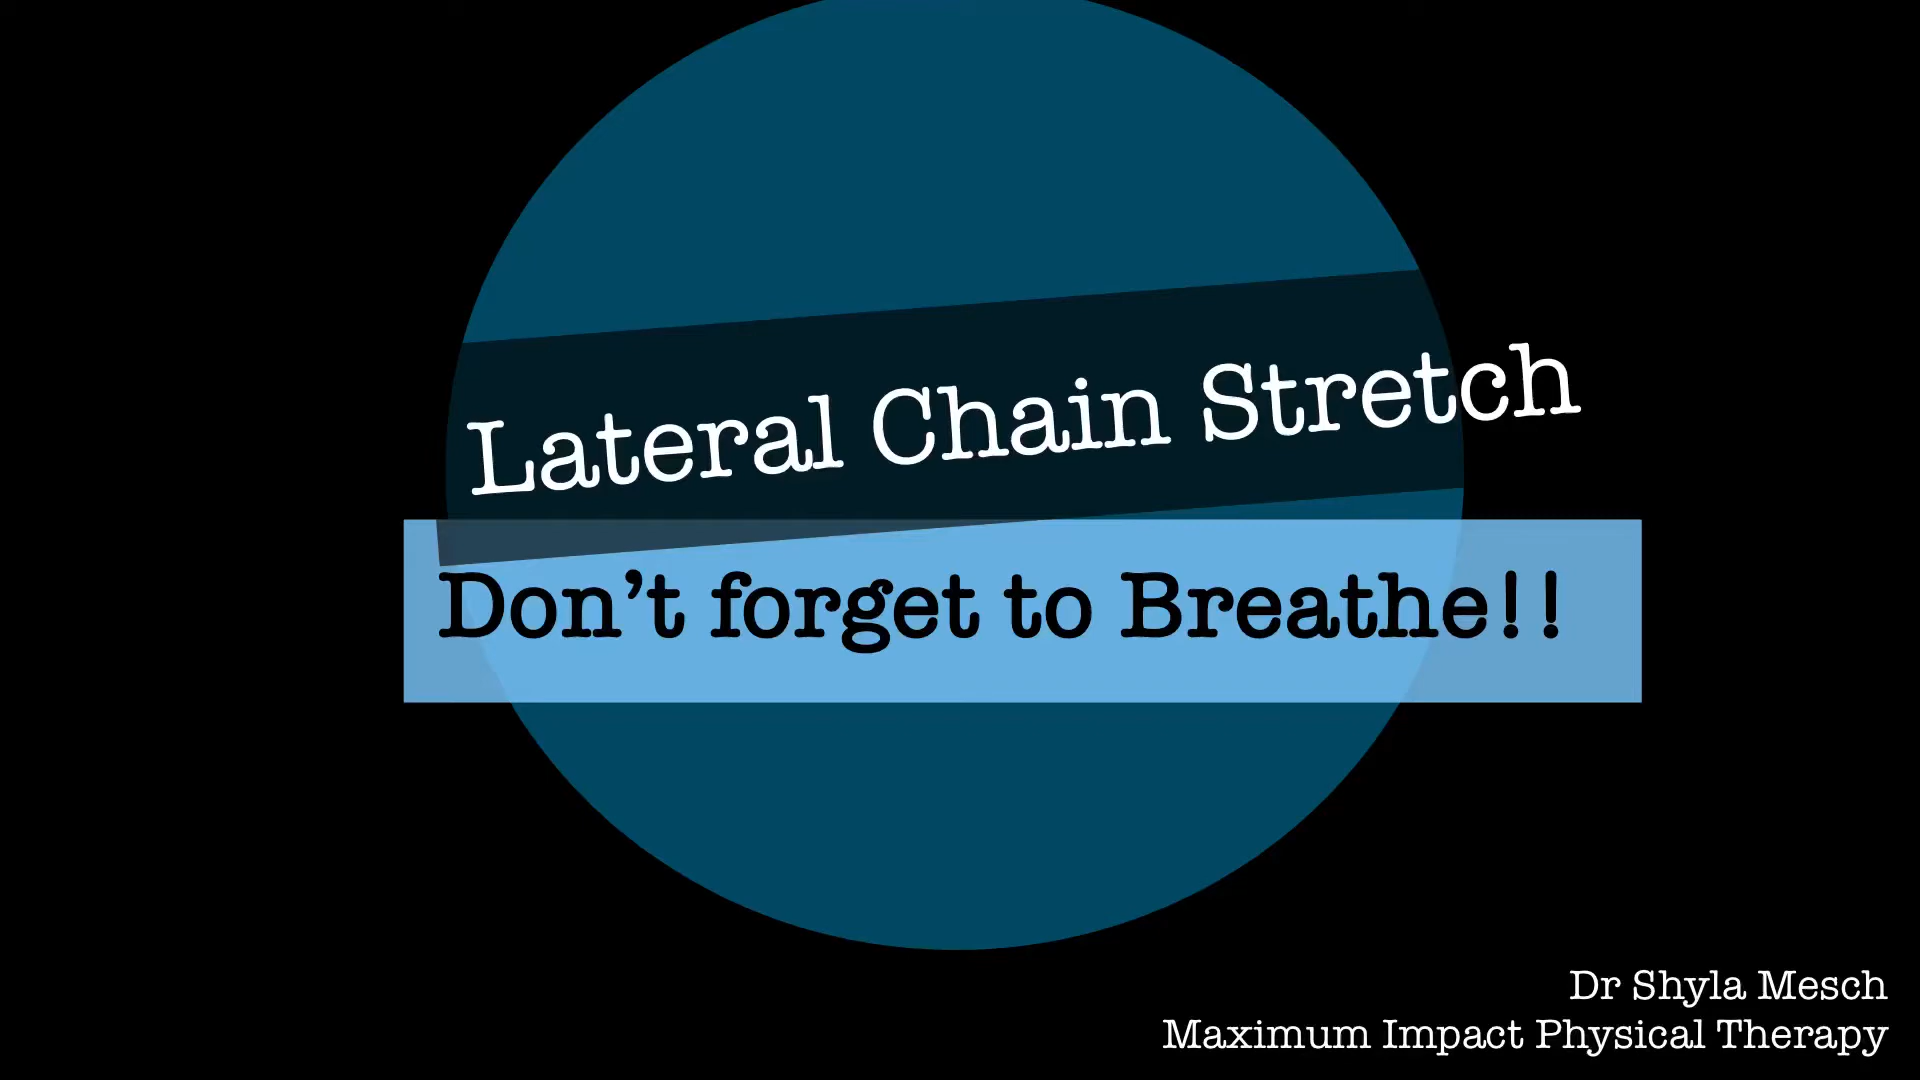 Lateral Chain Stretch
Don’t forget to Breathe!!
Dr Shyla Mesch
Maximum Impact Physical Therapy